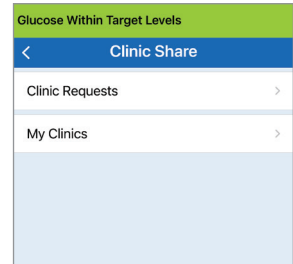 Glucose Within Target Levels
Clinic Share
Clinic Requests
My Clinics